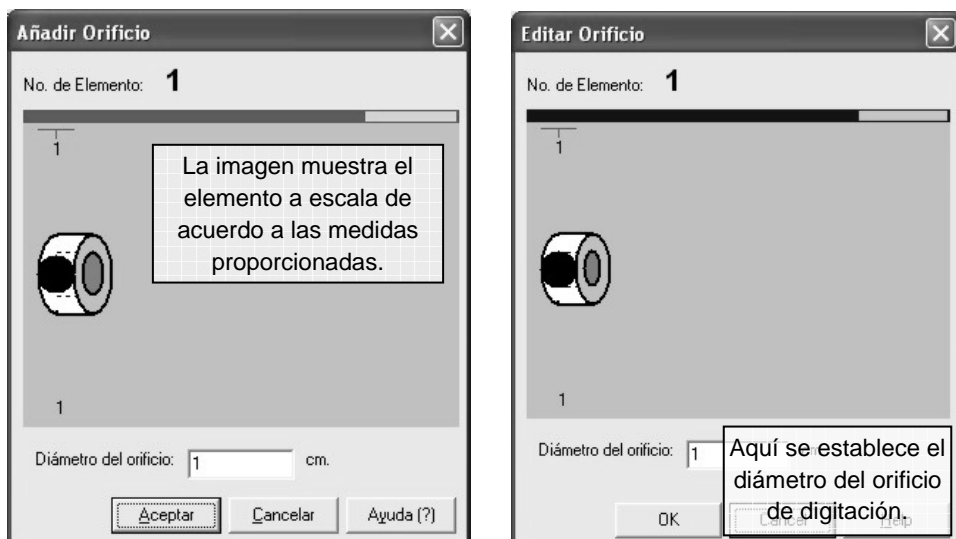 Añadir Orificio
No. de Elemento: 1
1
La imagen muestra el
elemento a escala de
acuerdo a las medidas
proporcionadas.
1
Diámetro del orificio: 1 cm.
Aceptar Cancelar Ayuda (?)
Editar Orificio
No. de Elemento: 1
1
1
Diámetro del orificio: 1
Aquí se establece el
diámetro del orificio
de digitación.
OK Cancel Help